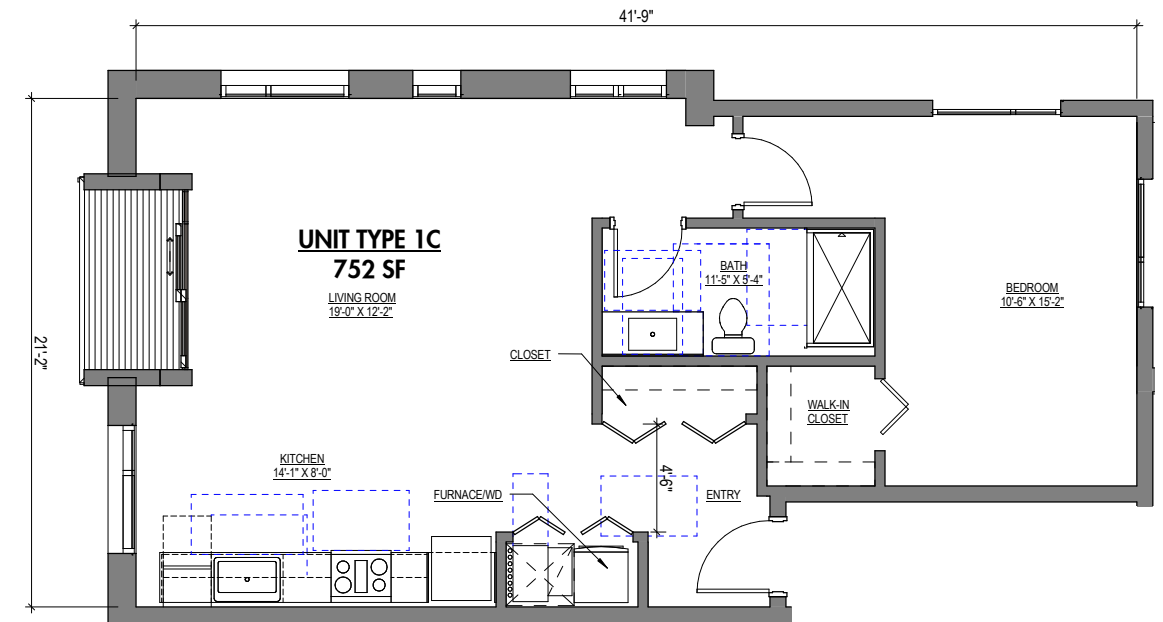 41'-9"
21'-2"
UNIT TYPE 1C
752 SF
LIVING ROOM
19'-0" X 12'-2"
BATH
11'-5" X 5'-4"
BEDROOM
10'-6" X 15'-2"
CLOSET
WALK-IN
CLOSET
KITCHEN
14'-1" X 8'-0"
4'-6"
FURNACE/WD
ENTRY